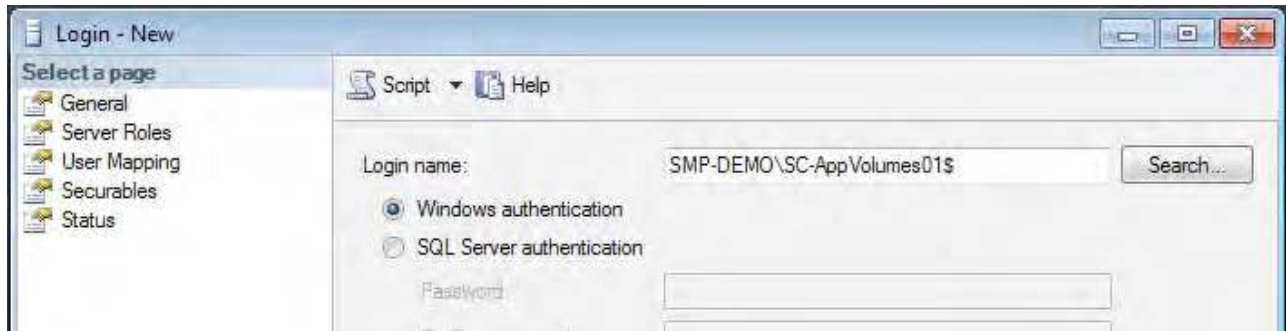 Login - New
Select a page
General
Server Roles
User Mapping
Securables
Status
Script Help
Login name: SMP-DEMO\SC-AppVolumes01$ Search...
Windows authentication
SQL Server authentication
Password